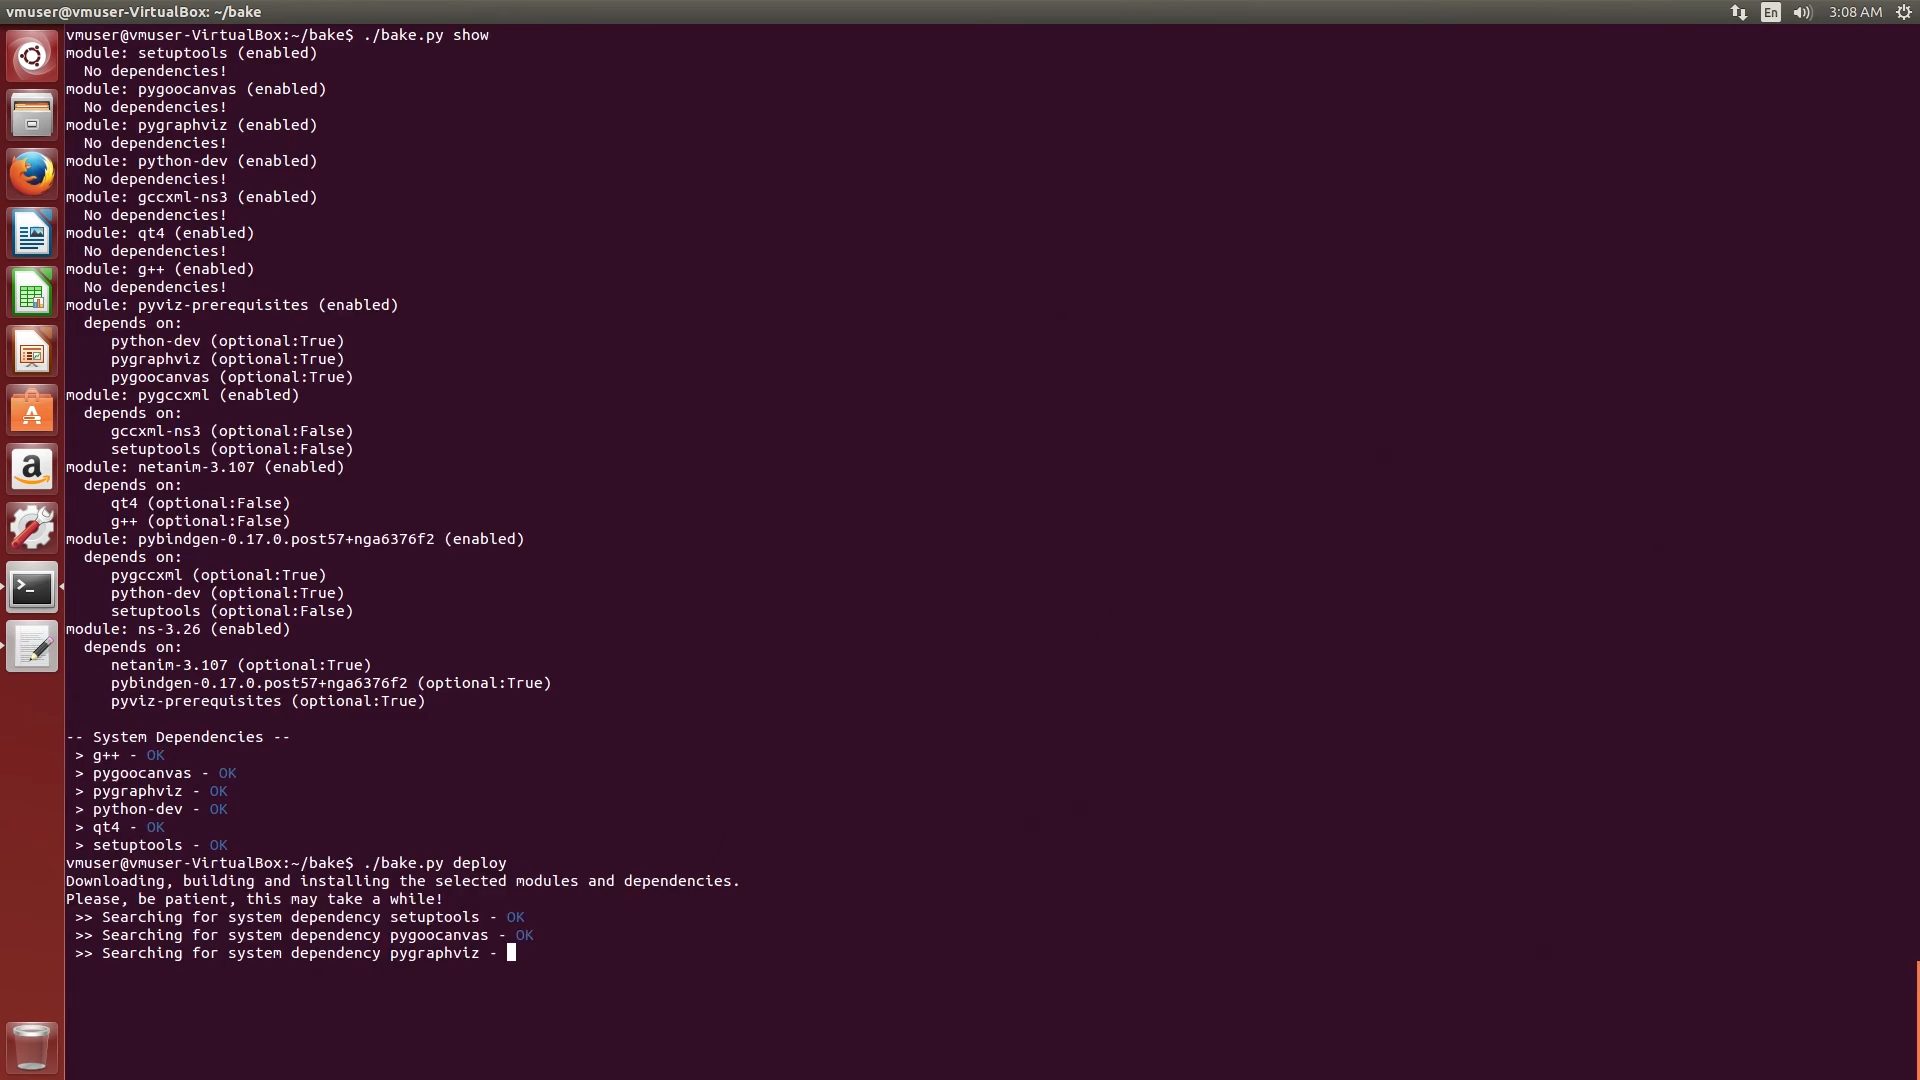 vmuser@vmuser-VirtualBox: ~/bake
En
3:08 AM
vmuser@vmuser-VirtualBox:~/bake$ ./bake.py show
module: setuptools (enabled)
  No dependencies!
module: pygoocanvas (enabled)
  No dependencies!
module: pygraphviz (enabled)
  No dependencies!
module: python-dev (enabled)
  No dependencies!
module: gccxml-ns3 (enabled)
  No dependencies!
module: qt4 (enabled)
  No dependencies!
module: g++ (enabled)
  No dependencies!
module: pyviz-prerequisites (enabled)
  depends on:
     python-dev (optional:True)
     pygraphviz (optional:True)
     pygoocanvas (optional:True)
module: pygccxml (enabled)
  depends on:
     gccxml-ns3 (optional:False)
     setuptools (optional:False)
module: netanim-3.107 (enabled)
  depends on:
     qt4 (optional:False)
     g++ (optional:False)
module: pybindgen-0.17.0.post57+nga6376f2 (enabled)
  depends on:
     pygccxml (optional:True)
     python-dev (optional:True)
     setuptools (optional:False)
module: ns-3.26 (enabled)
  depends on:
     netanim-3.107 (optional:True)
     pybindgen-0.17.0.post57+nga6376f2 (optional:True)
     pyviz-prerequisites (optional:True)

-- System Dependencies --
 > g++ - OK
 > pygoocanvas - OK
 > pygraphviz - OK
 > python-dev - OK
 > qt4 - OK
 > setuptools - OK
vmuser@vmuser-VirtualBox:~/bake$ ./bake.py deploy
Downloading, building and installing the selected modules and dependencies.
Please, be patient, this may take a while!
 >> Searching for system dependency setuptools - OK
 >> Searching for system dependency pygoocanvas - OK
 >> Searching for system dependency pygraphviz -